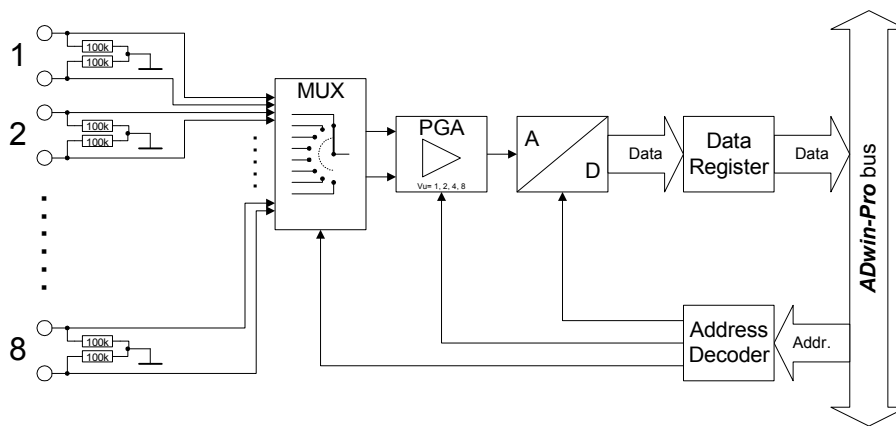 1
100k
100k
2
100k
100k
8
100k
100k
MUX
PGA
Vu= 1, 2, 4, 8
A
D
Data
Data
Register
Data
Address
Decoder
Addr.
ADwin-Pro bus